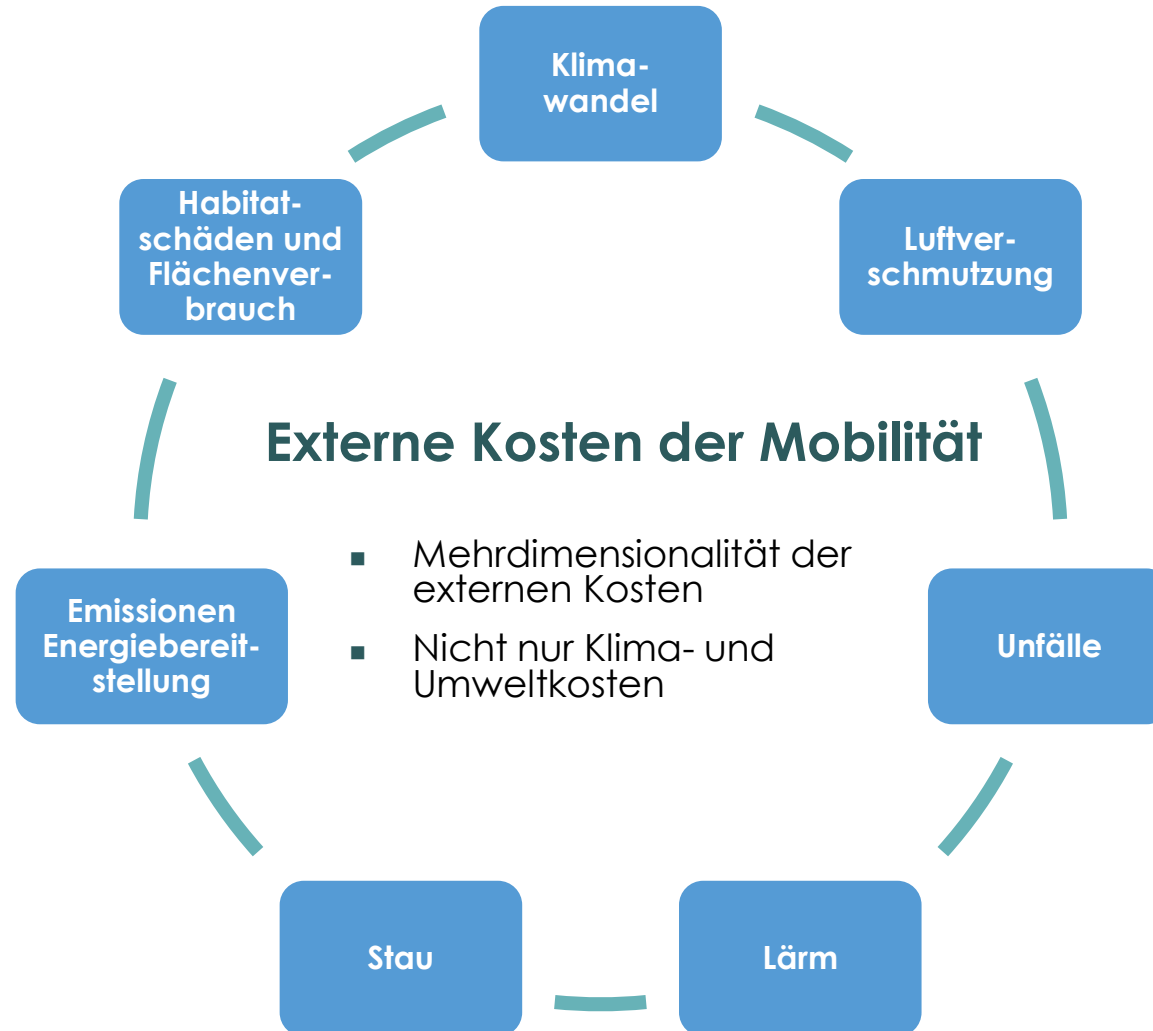 Klima-
wandel
Luftver-
schmutzung
Unfälle
Lärm
Stau
Emissionen
Energiebereit-
stellung
Habitat-
schäden und
Flächenver-
brauch
Externe Kosten der Mobilität
▪ Mehrdimensionalität der
externen Kosten
▪ Nicht nur Klima- und
Umweltkosten